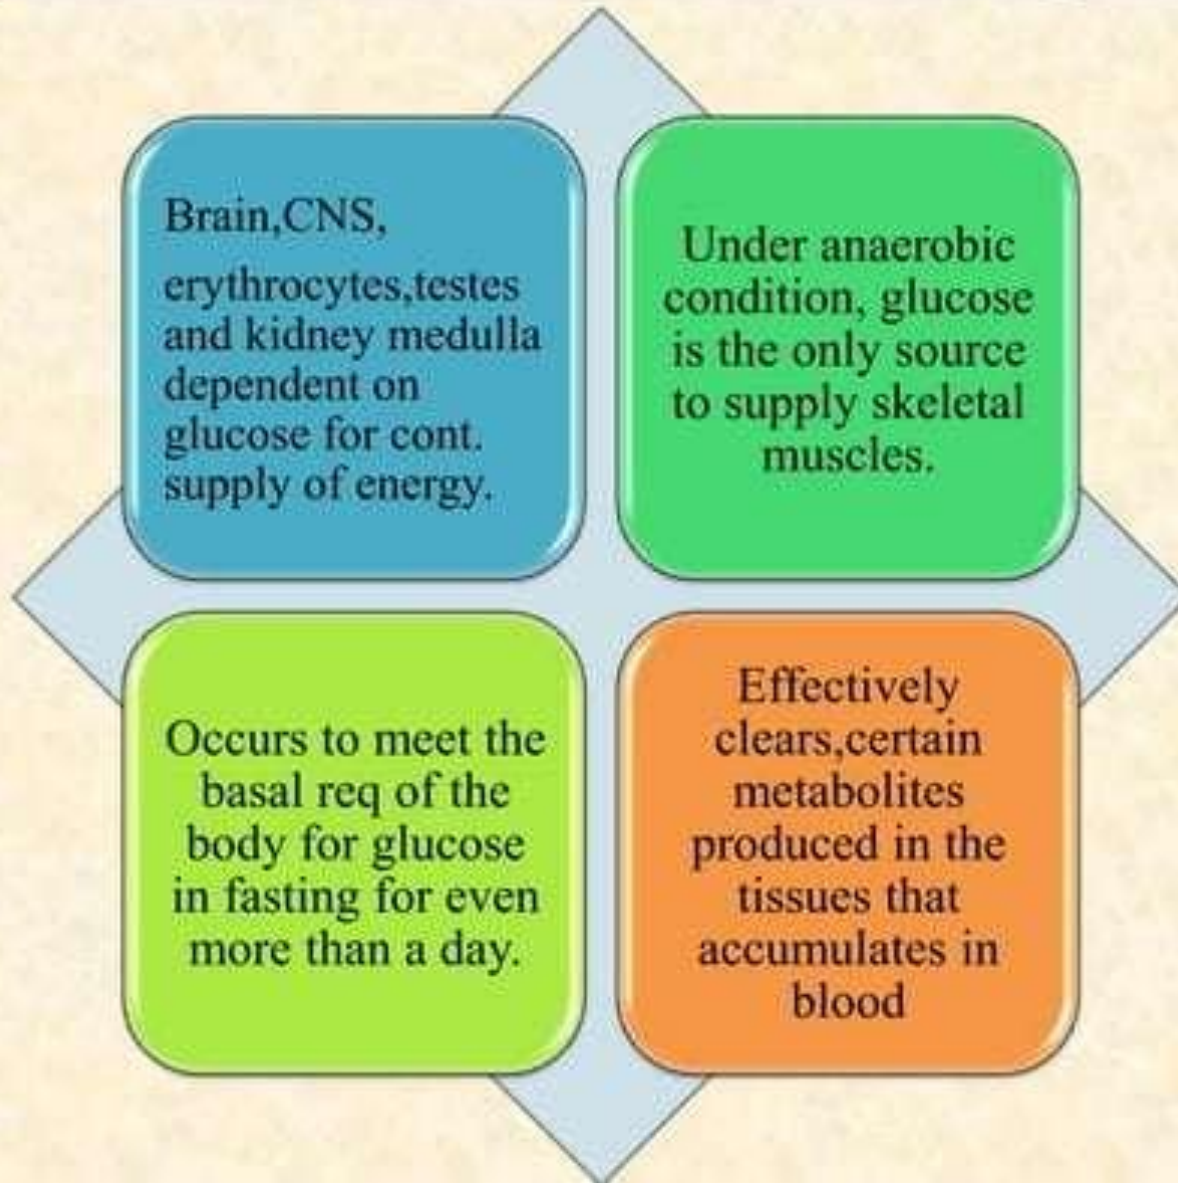 Brain,CNS,
erythrocytes,testes
and kidney medulla
dependent on
glucose for cont.
supply of energy.
Under anaerobic
condition, glucose
is the only source
to supply skeletal
muscles.
Occurs to meet the
basal req of the
body for glucose
in fasting for even
more than a day.
Effectively
clears,certain
metabolites
produced in the
tissues that
accumulates in
blood